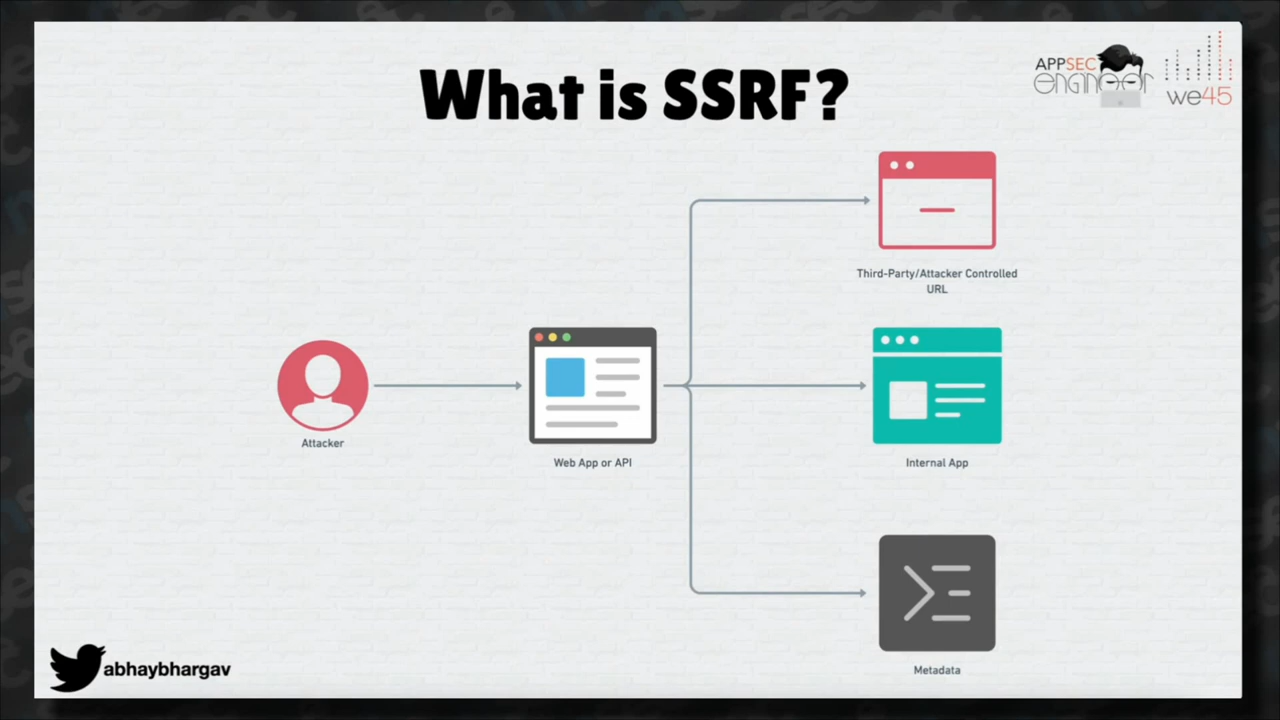 What is SSRF?
APPSEC
engineer
we45
Third-Party/Attacker Controlled
URL
Attacker
Web App or API
Internal App
Metadata
abhaybhargav